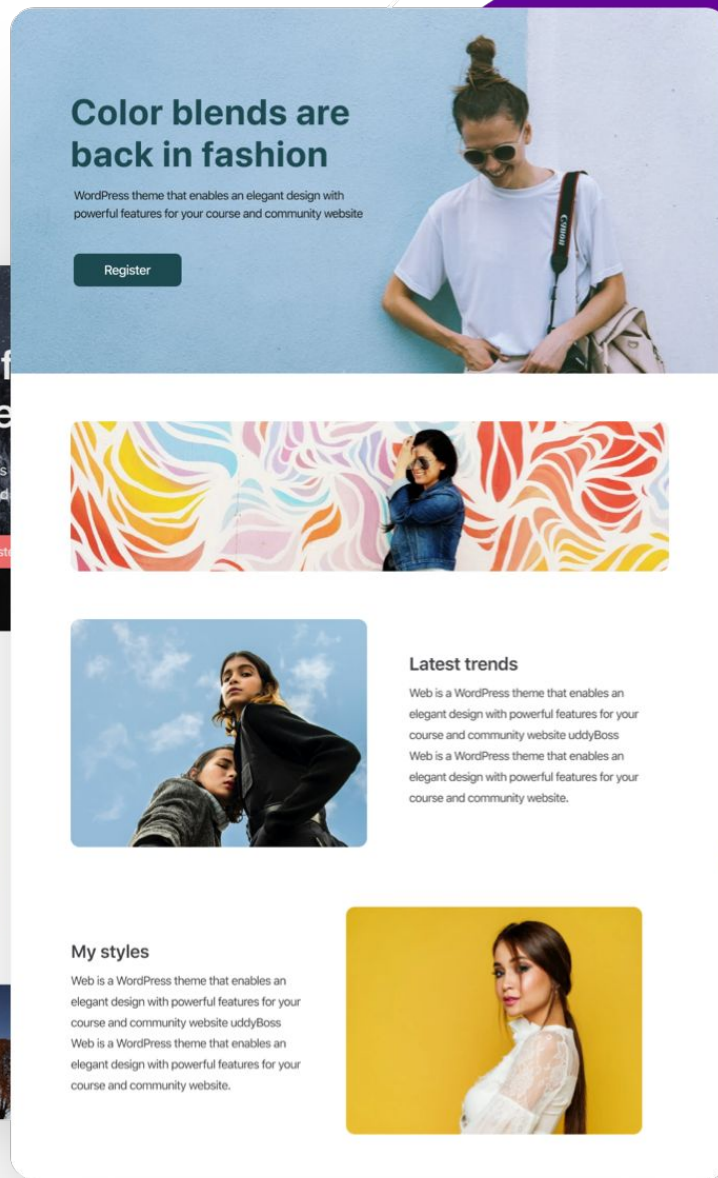 Color blends are
back in fashion
WordPress theme that enables an elegant design with
powerful features for your course and community website
Register
Canon
Latest trends
Web is a WordPress theme that enables an
elegant design with powerful features for your
course and community website uddyBoss
Web is a WordPress theme that enables an
elegant design with powerful features for your
course and community website.
My styles
Web is a WordPress theme that enables an
elegant design with powerful features for your
course and community website uddyBoss
Web is a WordPress theme that enables an
elegant design with powerful features for your
course and community website.